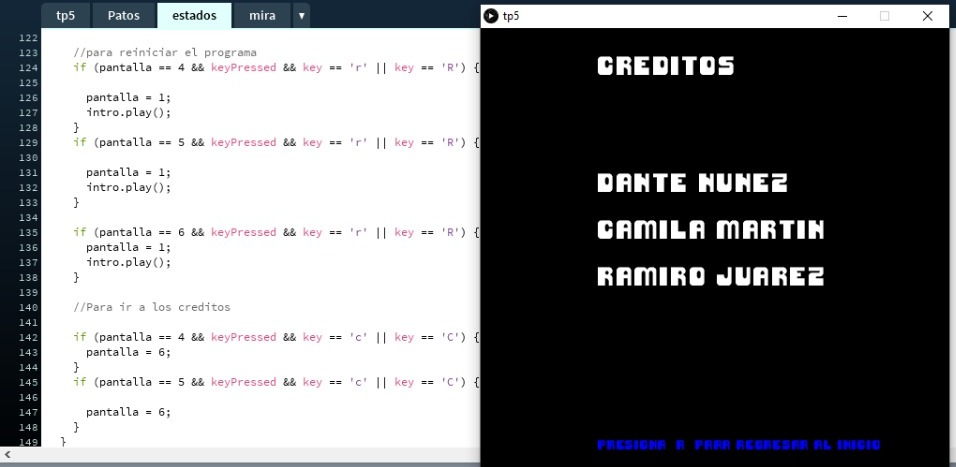 tp5 Patos estados mira ▼
tp5
122
123 //para reiniciar el programa
124 if (pantalla == 4 && keyPressed && key == 'r' || key == 'R') {
125
126 pantalla = 1;
127 intro.play();
128 }
129 if (pantalla == 5 && keyPressed && key == 'r' || key == 'R') {
130
131 pantalla = 1;
132 intro.play();
133 }
134
135 if (pantalla == 6 && keyPressed && key == 'r' || key == 'R') {
136 pantalla = 1;
137 intro.play();
138 }
139
140 //Para ir a los creditos
141
142 if (pantalla == 4 && keyPressed && key == 'c' || key == 'C') {
143 pantalla = 6;
144 }
145 if (pantalla == 5 && keyPressed && key == 'c' || key == 'C') {
146
147 pantalla = 6;
148 }
149 }
CREDITOS
DANTE NUNEZ
CAMILA MARTIN
RAMIRO JUAREZ
PRESIONA R PARA REGRESAR AL INICIO